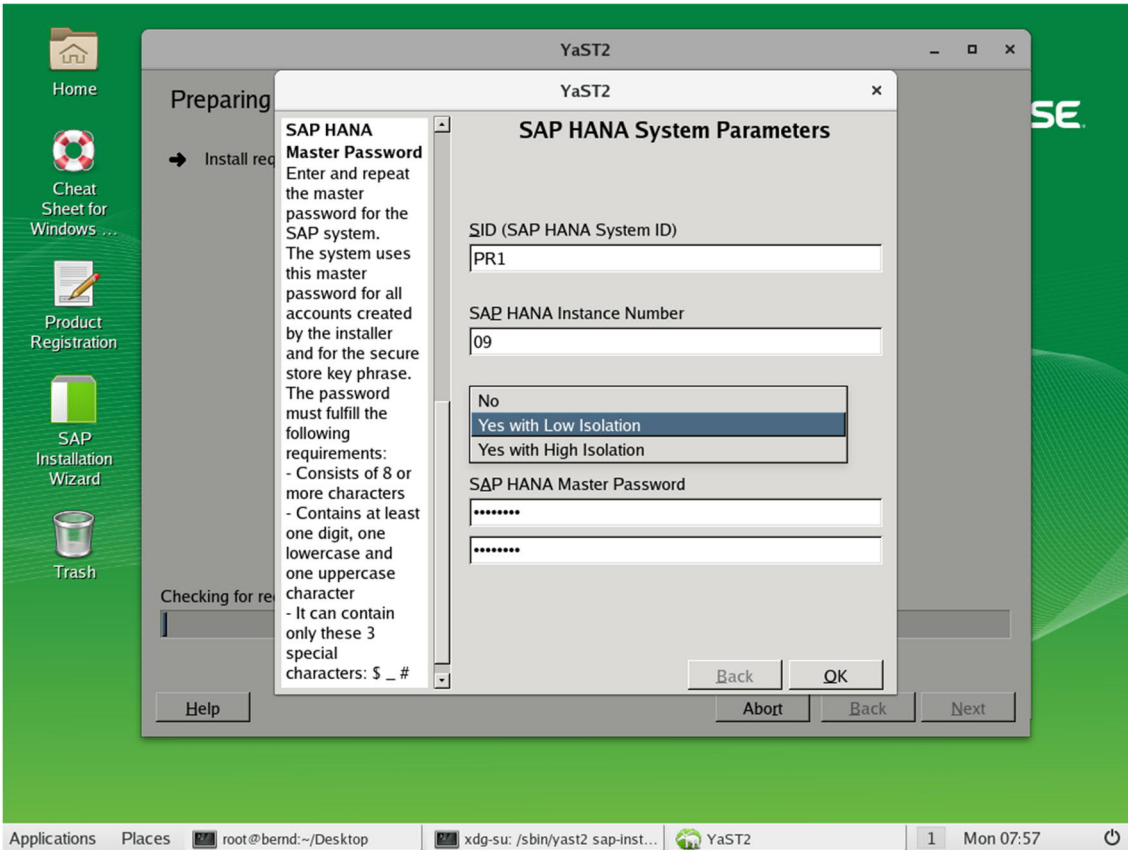 Home
Cheat
Sheet for
Windows ...
Product
Registration
SAP
Installation
Wizard
Trash
SE.
YaST2
Preparing
Install req
Checking for re
Help
Abort
Back
Next
YaST2
SAP HANA
Master Password
Enter and repeat
the master
password for the
SAP system.
The system uses
this master
password for all
accounts created
by the installer
and for the secure
store key phrase.
The password
must fulfill the
following
requirements:
- Consists of 8 or
more characters
- Contains at least
one digit, one
lowercase and
one uppercase
character
- It can contain
only these 3
special
characters: $ _ #
SAP HANA System Parameters
SID (SAP HANA System ID)
PR1
SAP HANA Instance Number
09
No
Yes with Low Isolation
Yes with High Isolation
SAP HANA Master Password
••••••••
••••••••
Back
OK
Applications Places root@bernd:~/Desktop xdg-su: /sbin/yast2 sap-inst... YaST2 1 Mon 07:57